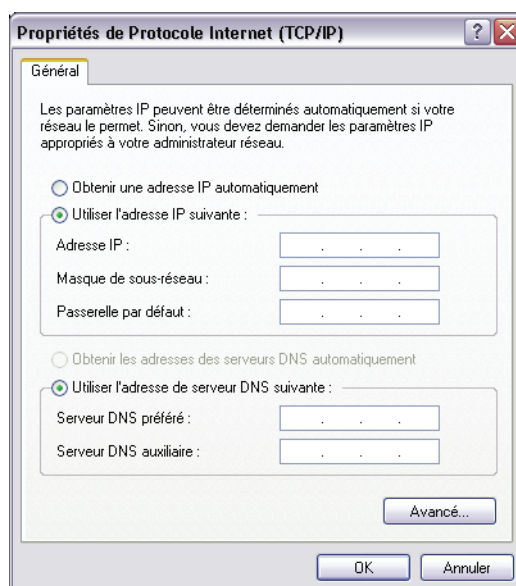 Propriétés de Protocole Internet (TCP/IP)
Général
Les paramètres IP peuvent être déterminés automatiquement si votre
réseau le permet. Sinon, vous devez demander les paramètres IP
appropriés à votre administrateur réseau.
Obtenir une adresse IP automatiquement
Utiliser l'adresse IP suivante :
Adresse IP :
Masque de sous-réseau :
Passerelle par défaut :
Obtenir les adresses des serveurs DNS automatiquement
Utiliser l'adresse de serveur DNS suivante :
Serveur DNS préféré :
Serveur DNS auxiliaire :
Avancé...
OK
Annuler